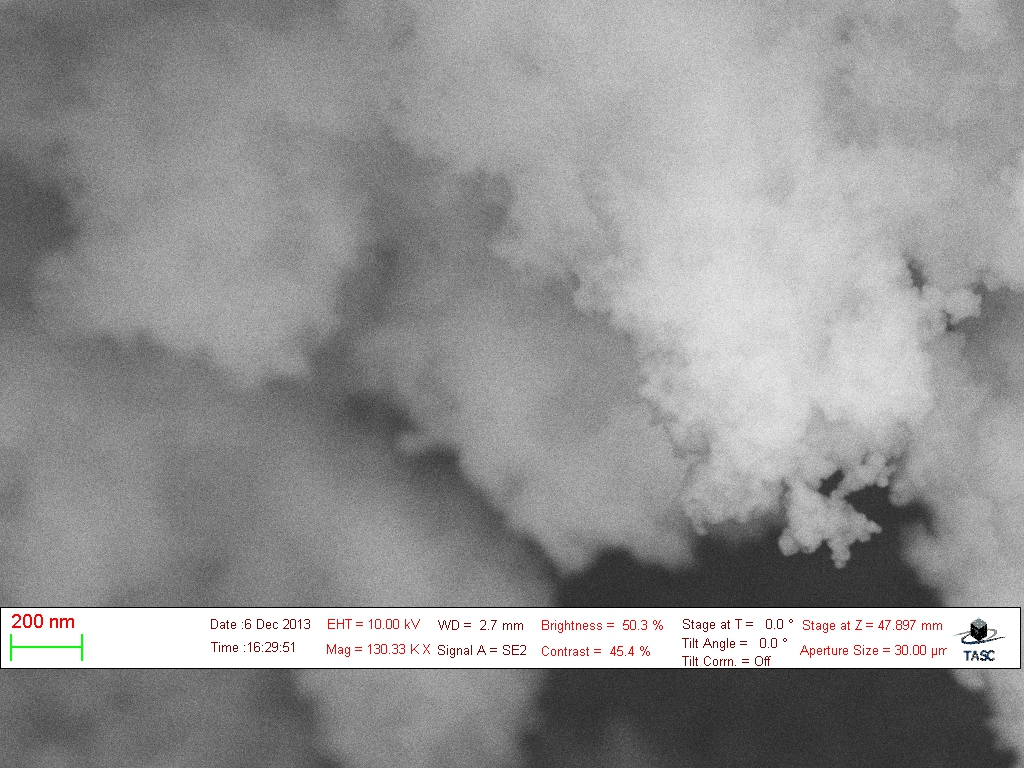 200 nm
Date :6 Dec 2013
Time :16:29:51
EHT = 10.00 kV
Mag = 130.33 K X
WD = 2.7 mm
Signal A = SE2
Brightness = 50.3 %
Contrast = 45.4 %
Stage at T = 0.0 °
Tilt Angle = 0.0 °
Tilt Corrn. = Off
Stage at Z = 47.897 mm
Aperture Size = 30.00 µm
TASC